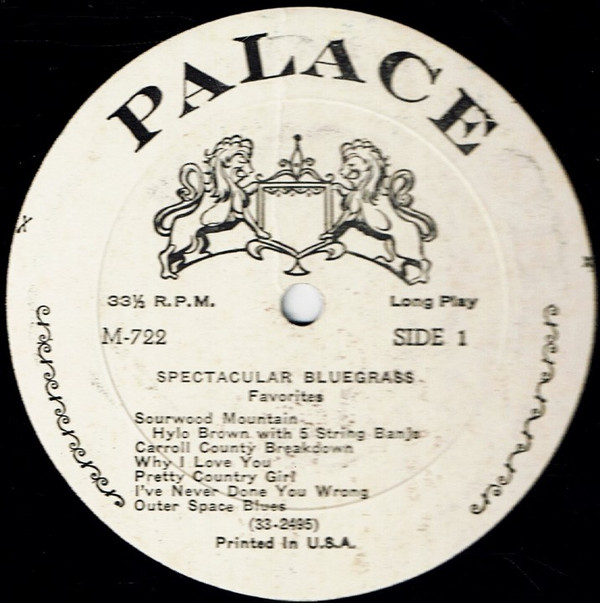 PALACE
33⅓ R.P.M.
Long Play
M-722
SIDE 1
SPECTACULAR BLUEGRASS
Favorites
Sourwood Mountain
Hylo Brown with 5 String Banjo
Carroll County Breakdown
Why I Love You
Pretty Country Girl
I've Never Done You Wrong
Outer Space Blues
(33-2495)
Printed In U.S.A.